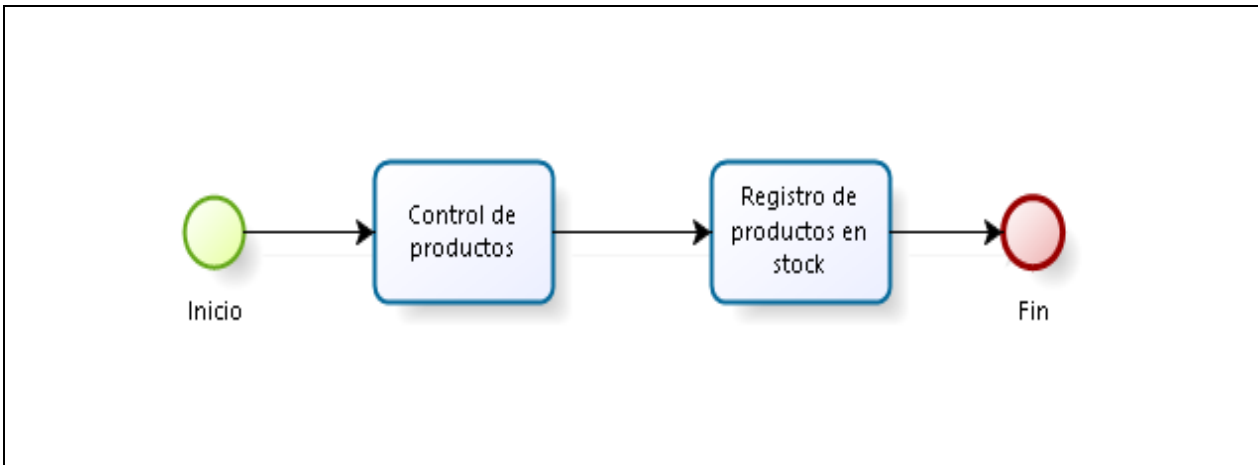 Inicio
Control de
productos
Registro de
productos en
stock
Fin